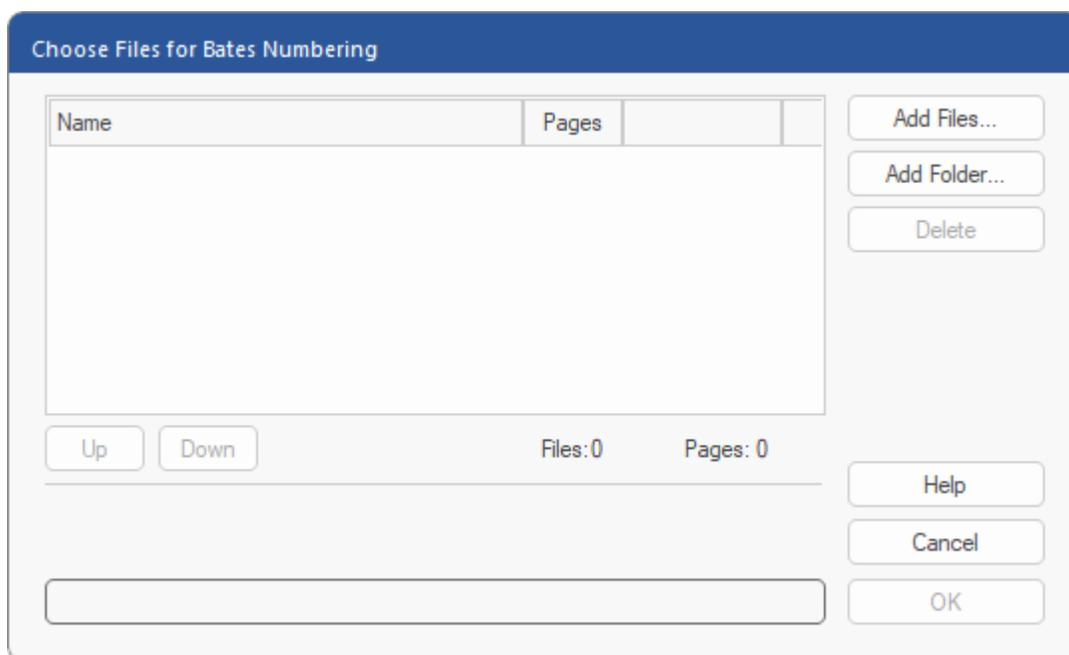 Choose Files for Bates Numbering
Name Pages
Add Files...
Add Folder...
Delete
Up Down Files:0 Pages: 0
Help
Cancel
OK